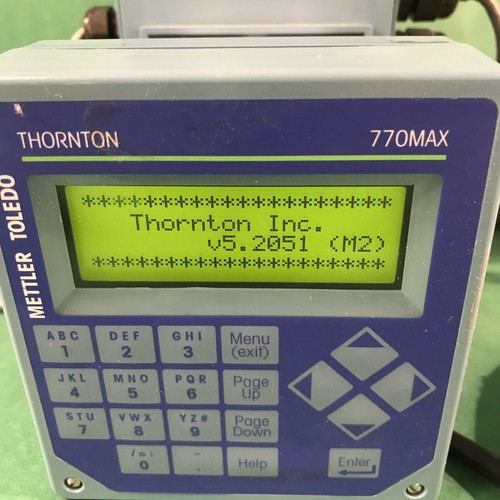 THORNTON 770MAX
METTLER TOLEDO
********************
Thornton Inc.
v5.2051 (M2)
********************
ABC DEF GHI Menu
1 2 3 (exit)
JKL MNO PQR Page
4 5 6 Up
STU VWX YZ# Page
7 8 9 Down
/=: - Help
0 .
Enter